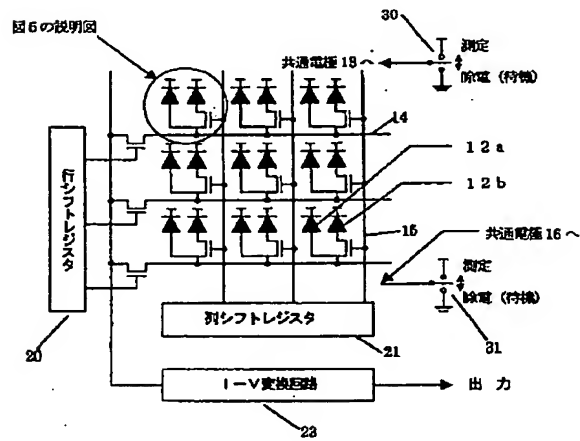 図6の説明図
30
測定
共通電極13へ
除電(待機)
14
12a
12b
行シフトレジスタ
15
共通電極16へ
測定
除電(待機)
列シフトレジスタ
20
21
31
I-V変換回路
出 力
23